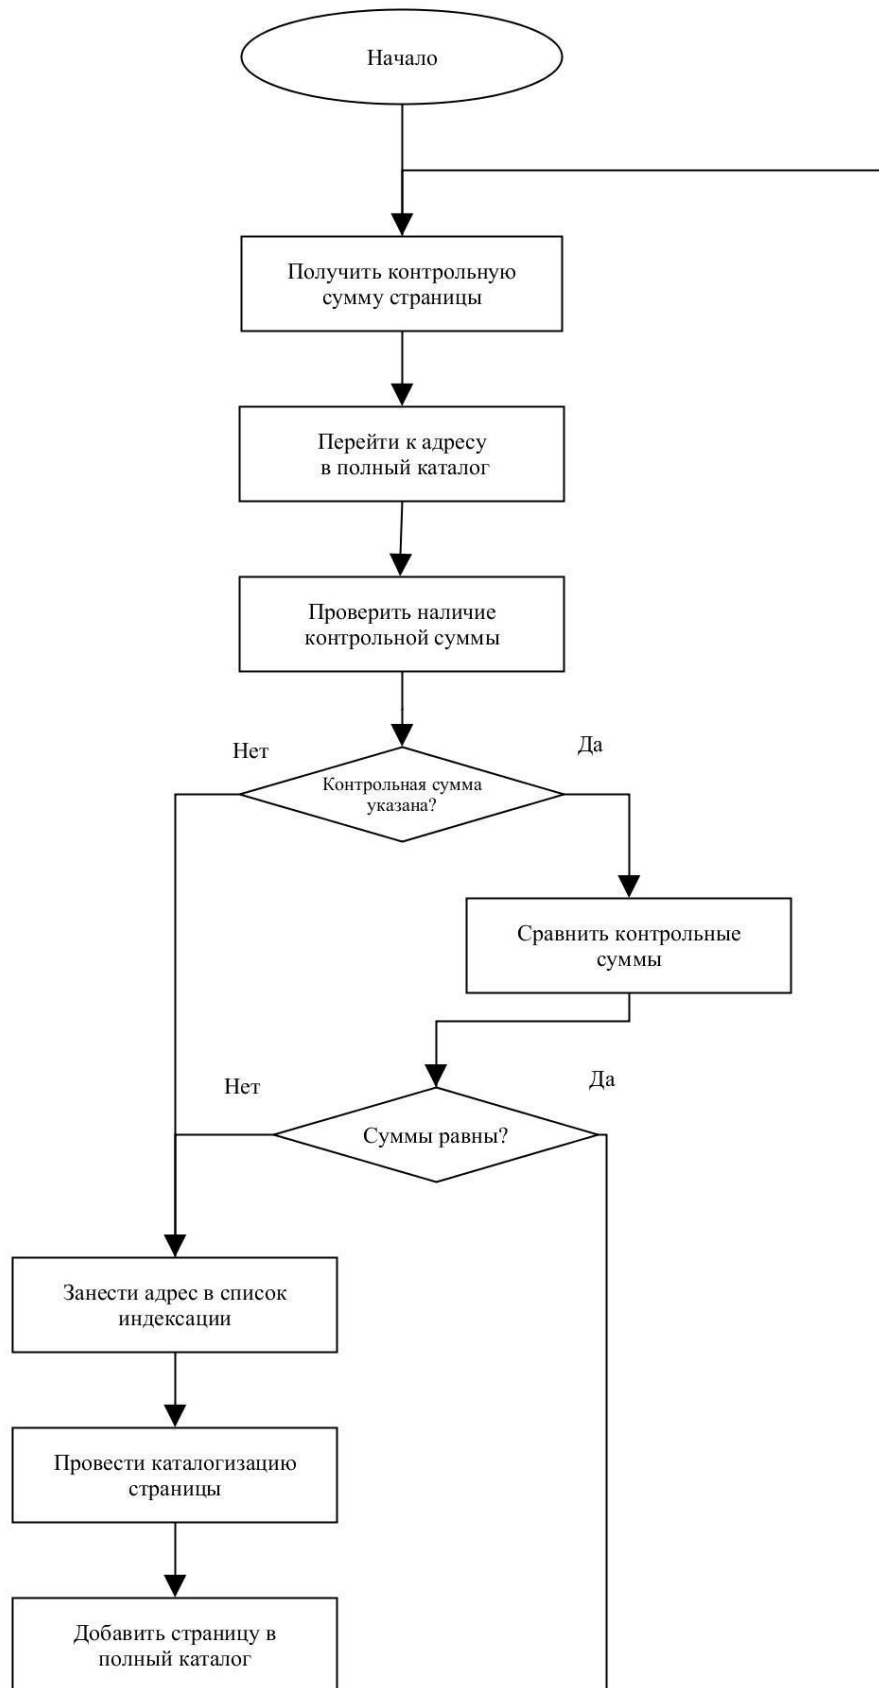 Начало
Получить контрольную
сумму страницы
Перейти к адресу
в полный каталог
Проверить наличие
контрольной суммы
Нет
Да
Контрольная сумма
указана?
Сравнить контрольные
суммы
Нет
Да
Суммы равны?
Занести адрес в список
индексации
Провести каталогизацию
страницы
Добавить страницу в
полный каталог